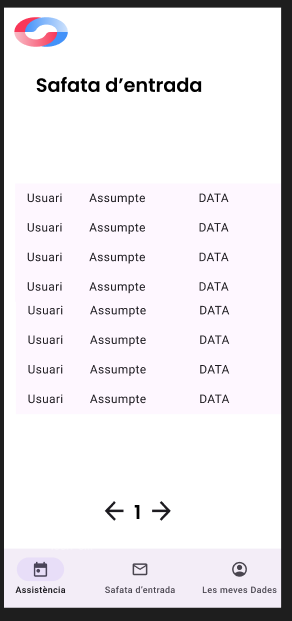 Safata d’entrada
Usuari Assumpte DATA
Usuari Assumpte DATA
Usuari Assumpte DATA
Usuari Assumpte DATA
Usuari Assumpte DATA
Usuari Assumpte DATA
Usuari Assumpte DATA
Usuari Assumpte DATA
← 1 →
Assistència Safata d’entrada Les meves Dades